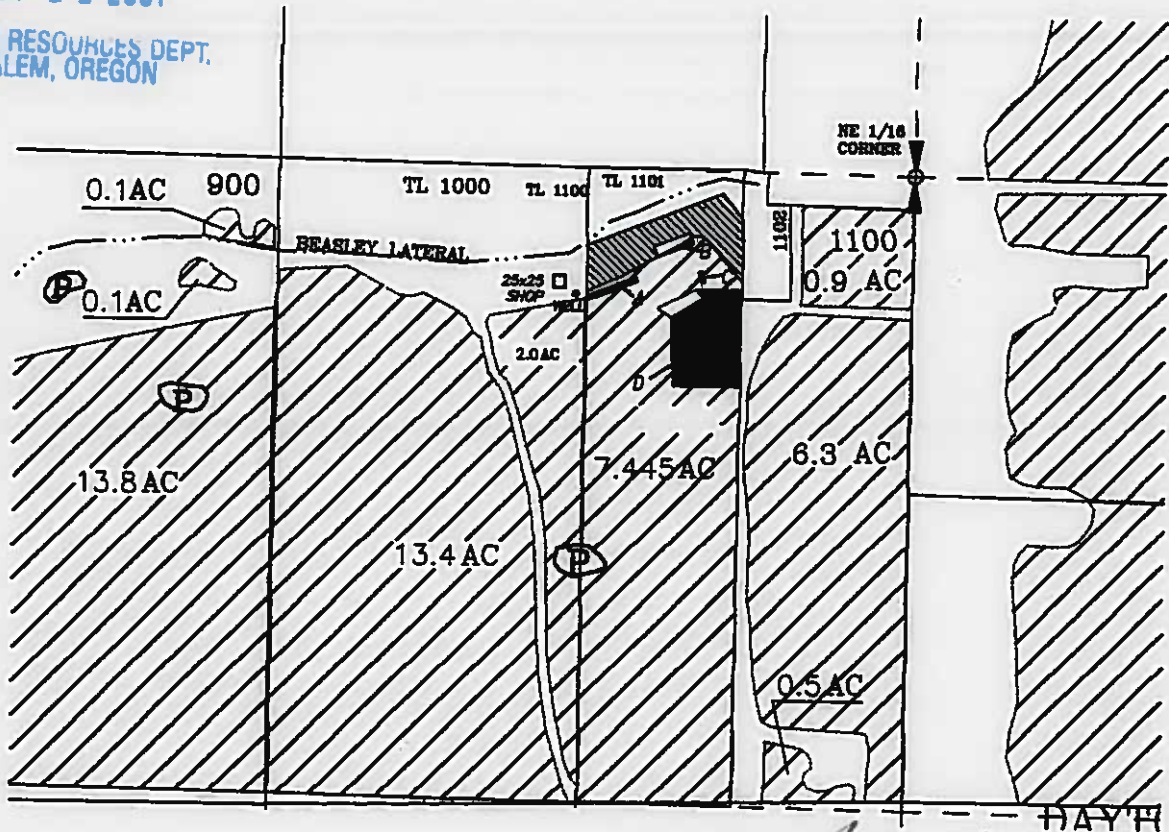 RESOURCES DEPT.
SALEM, OREGON
NE 1/16
CORNER
0.1AC
900
TL 1000
TL 1100
TL 1101
1102
1100
0.9 AC
BEASLEY LATERAL
B
P
0.1AC
25x25
SHOP
WELL
A
C
2.0AC
D
P
13.8AC
7.445AC
6.3 AC
13.4AC
P
0.5AC